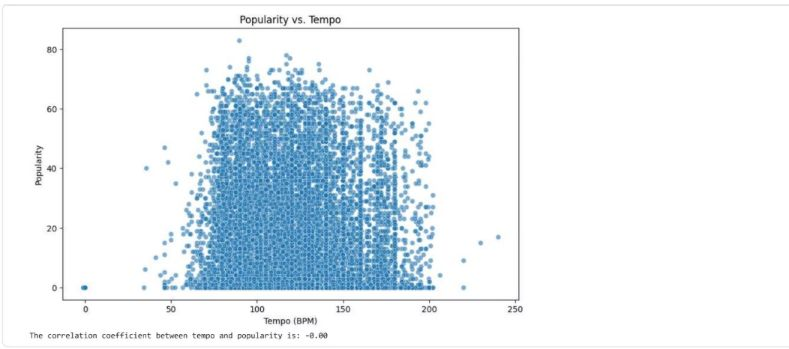 Popularity vs. Tempo
80
60
40
20
0
Popularity
0 50 100 150 200 250
Tempo (BPM)
The correlation coefficient between tempo and popularity is: -0.00